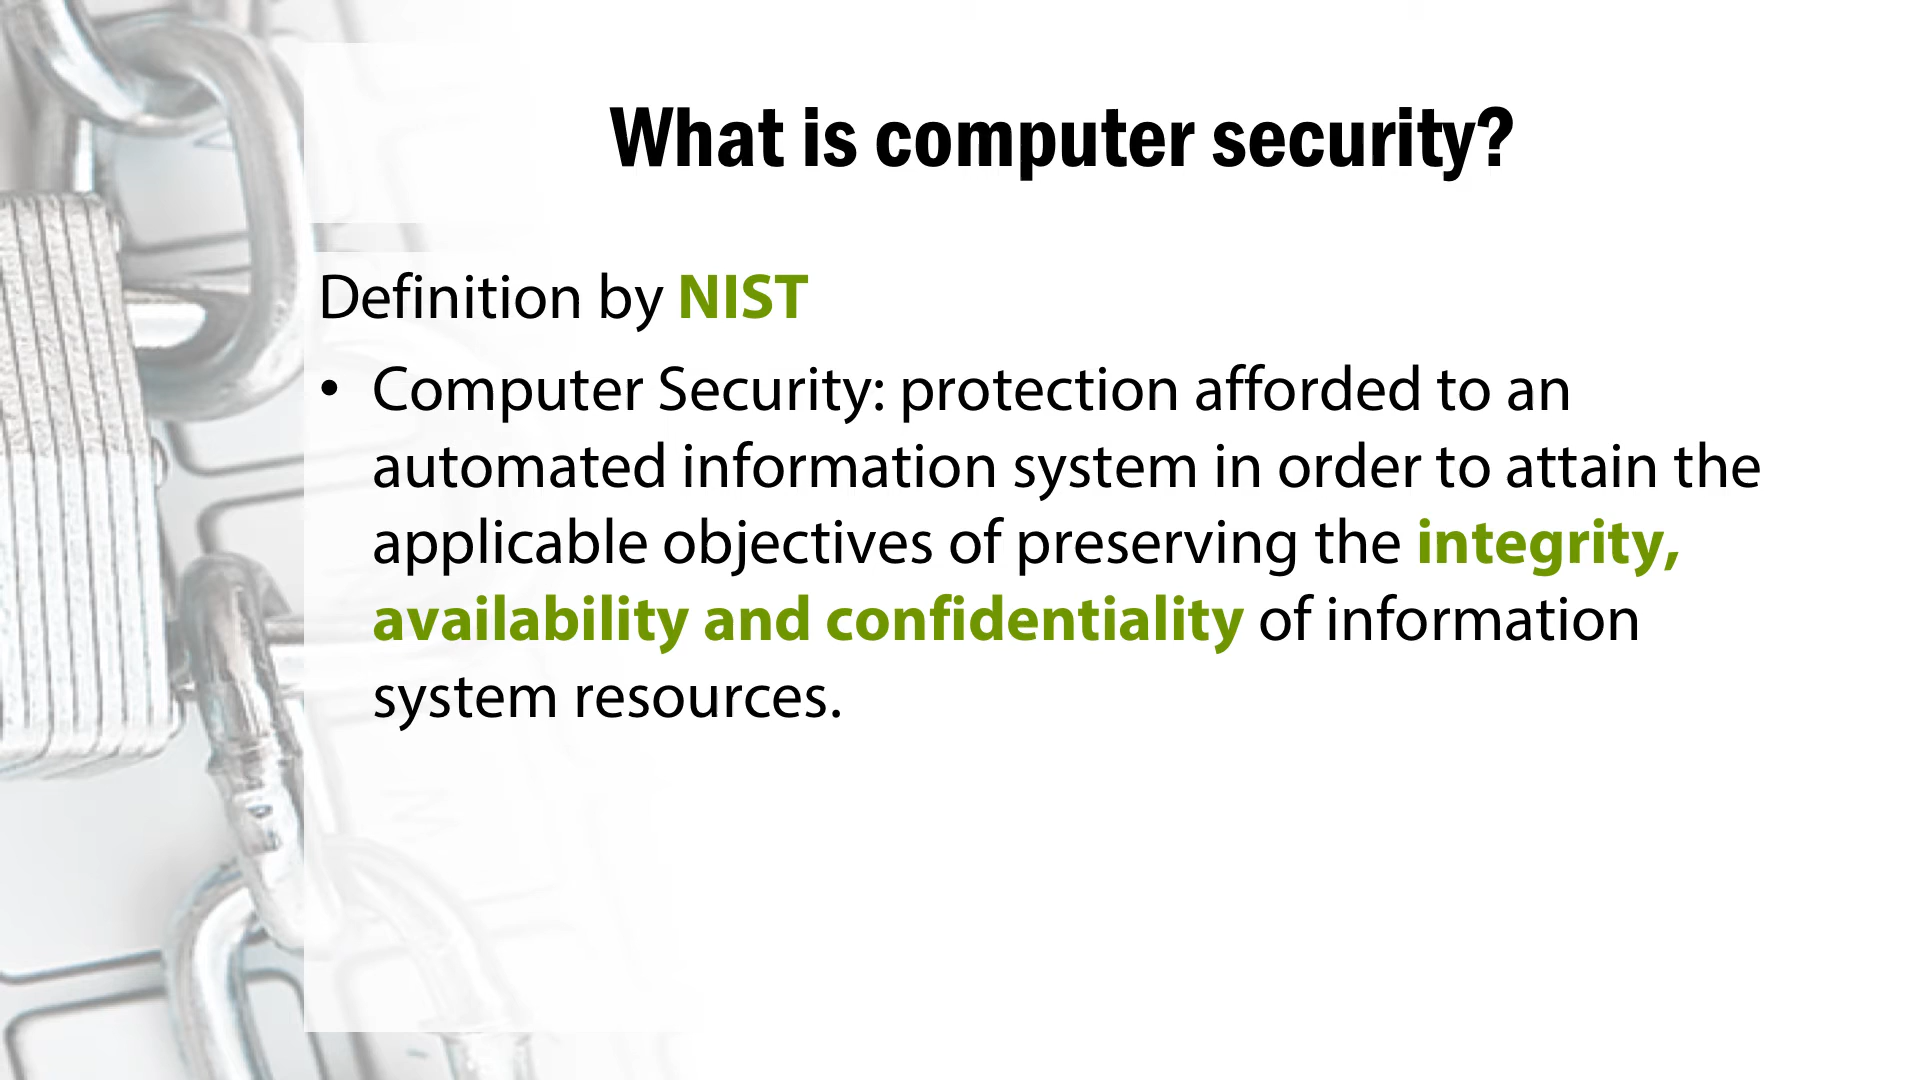 What is computer security?
Definition by NIST
• Computer Security: protection afforded to an
automated information system in order to attain the
applicable objectives of preserving the integrity,
availability and confidentiality of information
system resources.